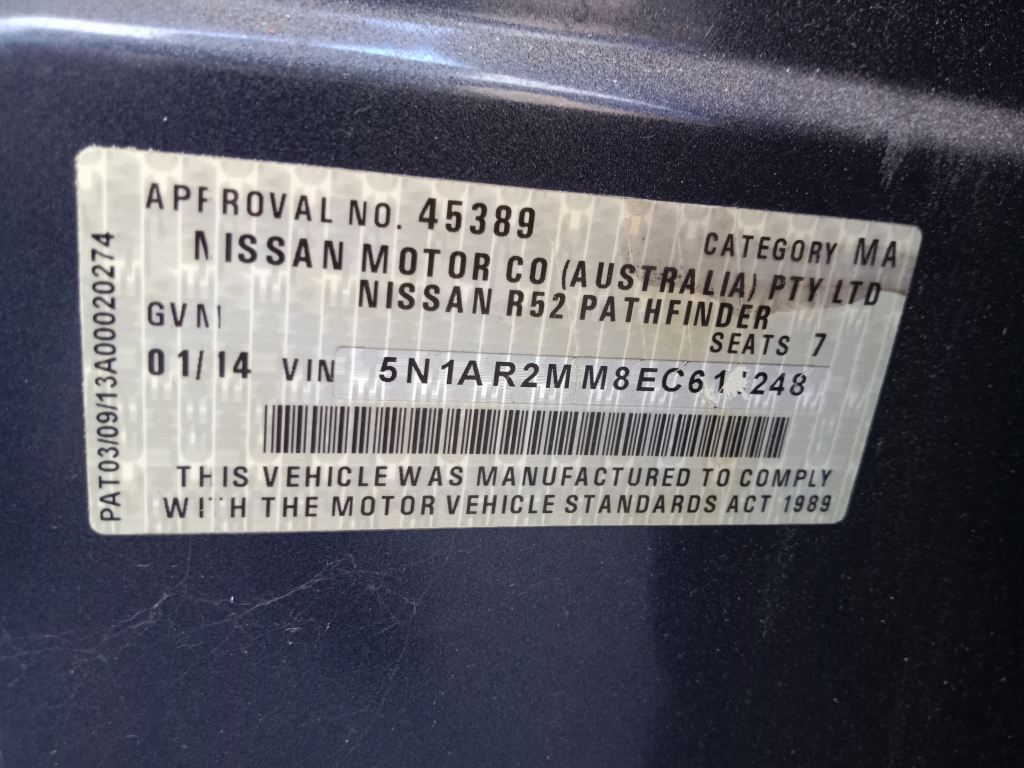 APPROVAL NO. 45389
CATEGORY MA
NISSAN MOTOR CO (AUSTRALIA) PTY LTD
NISSAN R52 PATHFINDER
GVM
SEATS 7
01/14 VIN
THIS VEHICLE WAS MANUFACTURED TO COMPLY
WITH THE MOTOR VEHICLE STANDARDS ACT 1989
PAT03/09/13A00020274